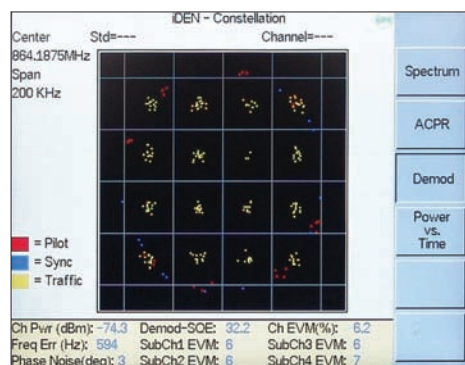 iDEN - Constellation
Center Std=--- Channel=---
864.1875MHz
Span
200 KHz
Spectrum
ACPR
Demod
Power
vs.
Time
= Pilot
= Sync
= Traffic
Ch Pwr (dBm): -74.3 Demod-SOE: 32.2 Ch EVM(%): 6.2
Freq Err (Hz): 594 SubCh1 EVM: 6 SubCh3 EVM: 6
Phase Noise(deg): 3 SubCh2 EVM: 6 SubCh4 EVM: 7